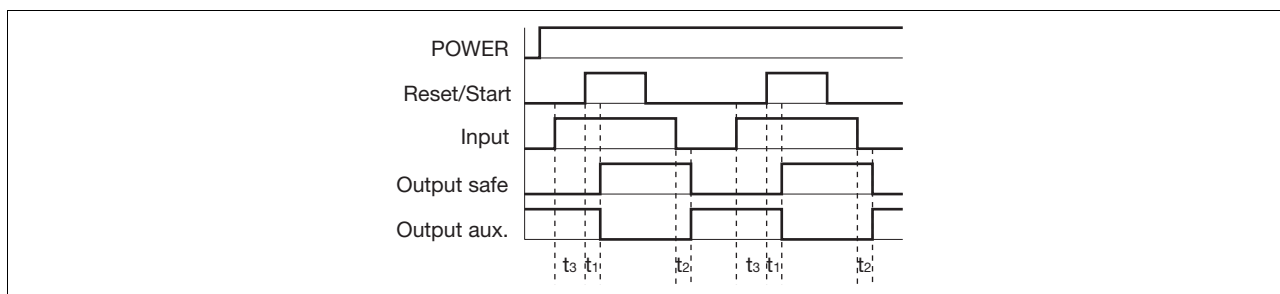 POWER
Reset/Start
Input
Output safe
Output aux.
t3 t1 t2 t3 t1 t2